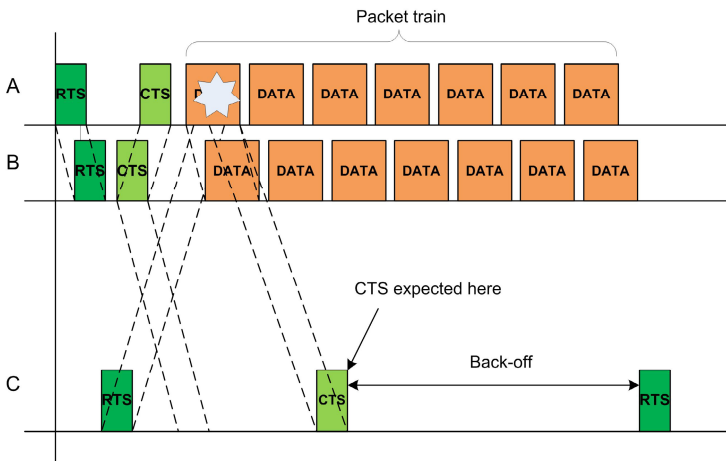 Packet train
A
RTS CTS DATA DATA DATA DATA DATA DATA
B
RTS CTS DATA DATA DATA DATA DATA DATA DATA
CTS expected here
Back-off
C
RTS CTS RTS